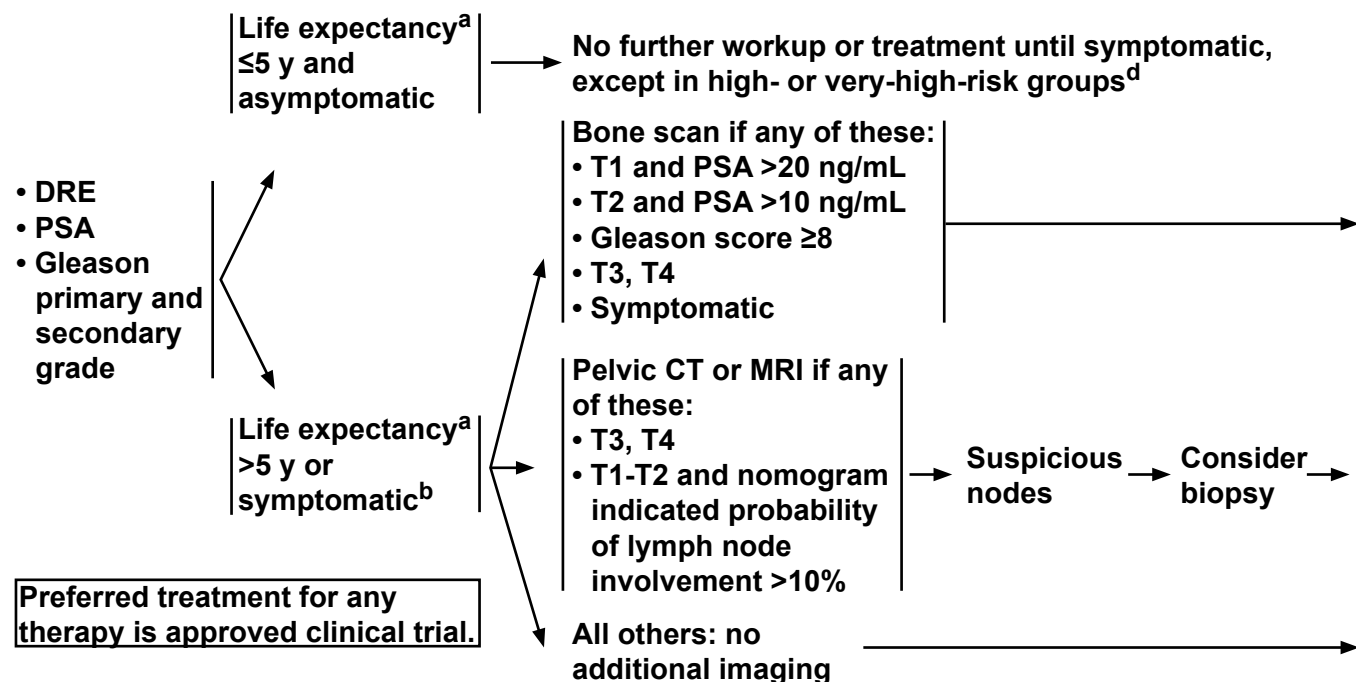 • DRE
• PSA
• Gleason
primary and
secondary
grade
Life expectancyᵃ
≤5 y and
asymptomatic
No further workup or treatment until symptomatic,
except in high- or very-high-risk groupsᵈ
Life expectancyᵃ
>5 y or
symptomaticᵇ
Bone scan if any of these:
• T1 and PSA >20 ng/mL
• T2 and PSA >10 ng/mL
• Gleason score ≥8
• T3, T4
• Symptomatic
Pelvic CT or MRI if any
of these:
• T3, T4
• T1-T2 and nomogram
indicated probability
of lymph node
involvement >10%
Suspicious
nodes
Consider
biopsy
All others: no
additional imaging
Preferred treatment for any
therapy is approved clinical trial.